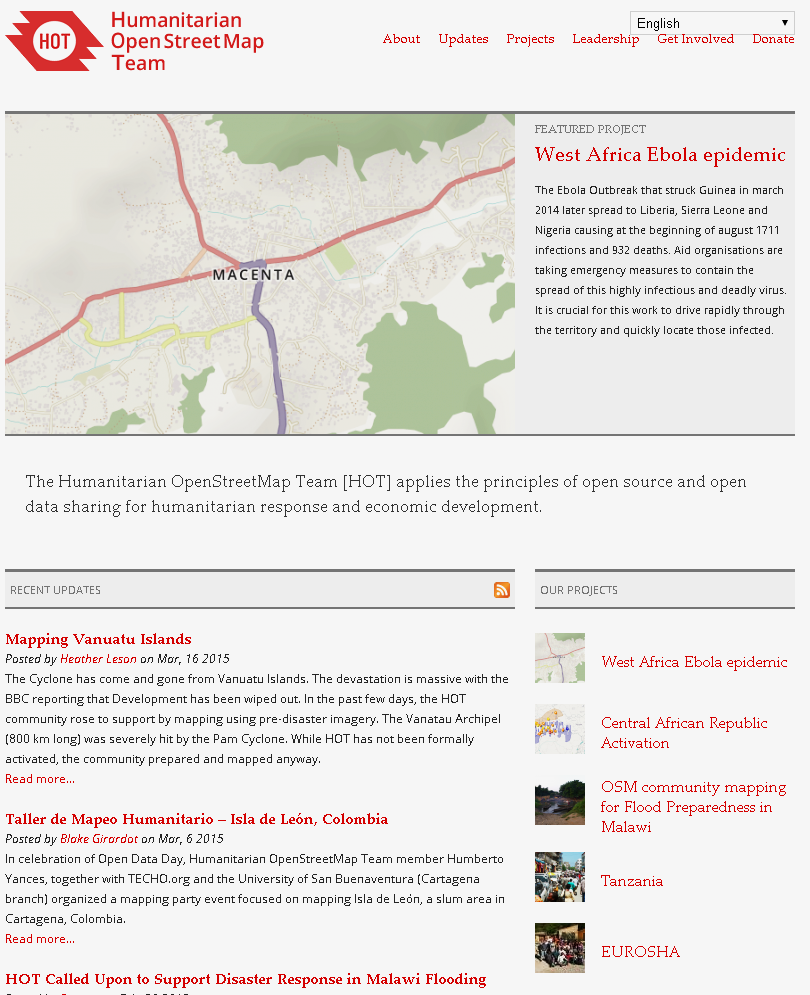 HOT
Humanitarian
OpenStreetMap
Team
English
About Updates Projects Leadership Get Involved Donate
MACENTA
FEATURED PROJECT
West Africa Ebola epidemic
The Ebola Outbreak that struck Guinea in march
2014 later spread to Liberia, Sierra Leone and
Nigeria causing at the beginning of august 1711
infections and 932 deaths. Aid organisations are
taking emergency measures to contain the
spread of this highly infectious and deadly virus.
It is crucial for this work to drive rapidly through
the territory and quickly locate those infected.
The Humanitarian OpenStreetMap Team [HOT] applies the principles of open source and open
data sharing for humanitarian response and economic development.
RECENT UPDATES
Mapping Vanuatu Islands
Posted by Heather Leson on Mar, 16 2015
The Cyclone has come and gone from Vanuatu Islands. The devastation is massive with the
BBC reporting that Development has been wiped out. In the past few days, the HOT
community rose to support by mapping using pre-disaster imagery. The Vanatau Archipel
(800 km long) was severely hit by the Pam Cyclone. While HOT has not been formally
activated, the community prepared and mapped anyway.
Read more...
Taller de Mapeo Humanitario – Isla de León, Colombia
Posted by Blake Girardot on Mar, 6 2015
In celebration of Open Data Day, Humanitarian OpenStreetMap Team member Humberto
Yances, together with TECHO.org and the University of San Buenaventura (Cartagena
branch) organized a mapping party event focused on mapping Isla de León, a slum area in
Cartagena, Colombia.
Read more...
HOT Called Upon to Support Disaster Response in Malawi Flooding
OUR PROJECTS
West Africa Ebola epidemic
Central African Republic
Activation
OSM community mapping
for Flood Preparedness in
Malawi
Tanzania
EUROSHA